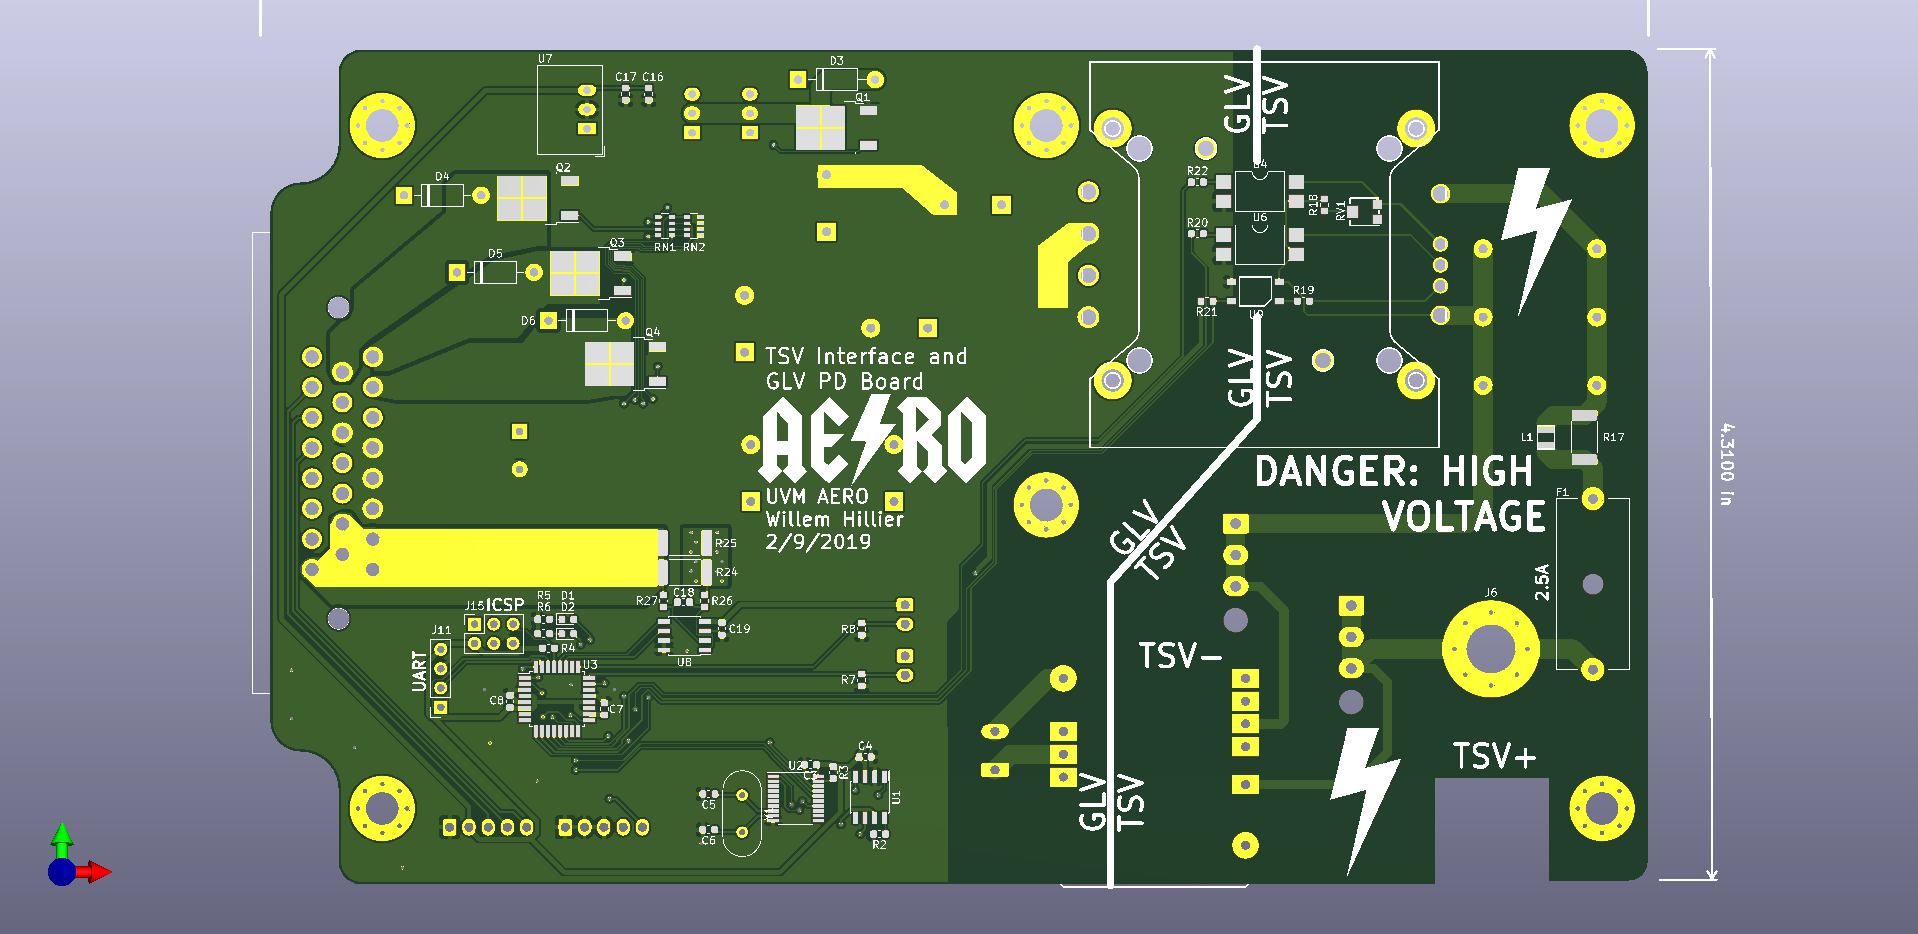 U7
C17 C16
D3
Q1
GLV
TSV
D4
Q2
R22
U4
R18
RV1
RN1 RN2
R20
U6
D5
Q3
R19
R21
U9
D6
Q4
TSV Interface and
GLV PD Board
GLV
TSV
AERO
UVM AERO
Willem Hillier
2/9/2019
L1
R17
DANGER: HIGH
VOLTAGE
F1
4.3100 in
GLV
TSV
R25
R24
2.5A
R27
C18
R26
J15
ICSP
R5
R6
D1
D2
J6
J11
R4
C19
U8
R8
UART
U3
R7
C8
C7
TSV-
TSV+
C4
U2
R3
U1
C5
C6
R2
GLV
TSV